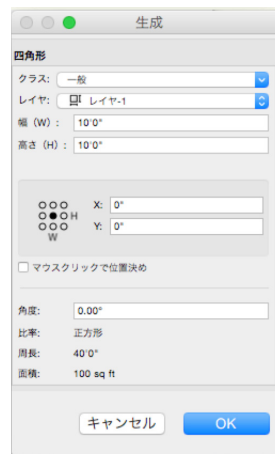 生成
四角形
クラス: 一般
レイヤ: レイヤ-1
幅（W）: 10'0"
高さ（H）: 10'0"
H
W
X: 0"
Y: 0"
マウスクリックで位置決め
角度: 0.00°
比率: 正方形
周長: 40'0"
面積: 100 sq ft
キャンセル OK